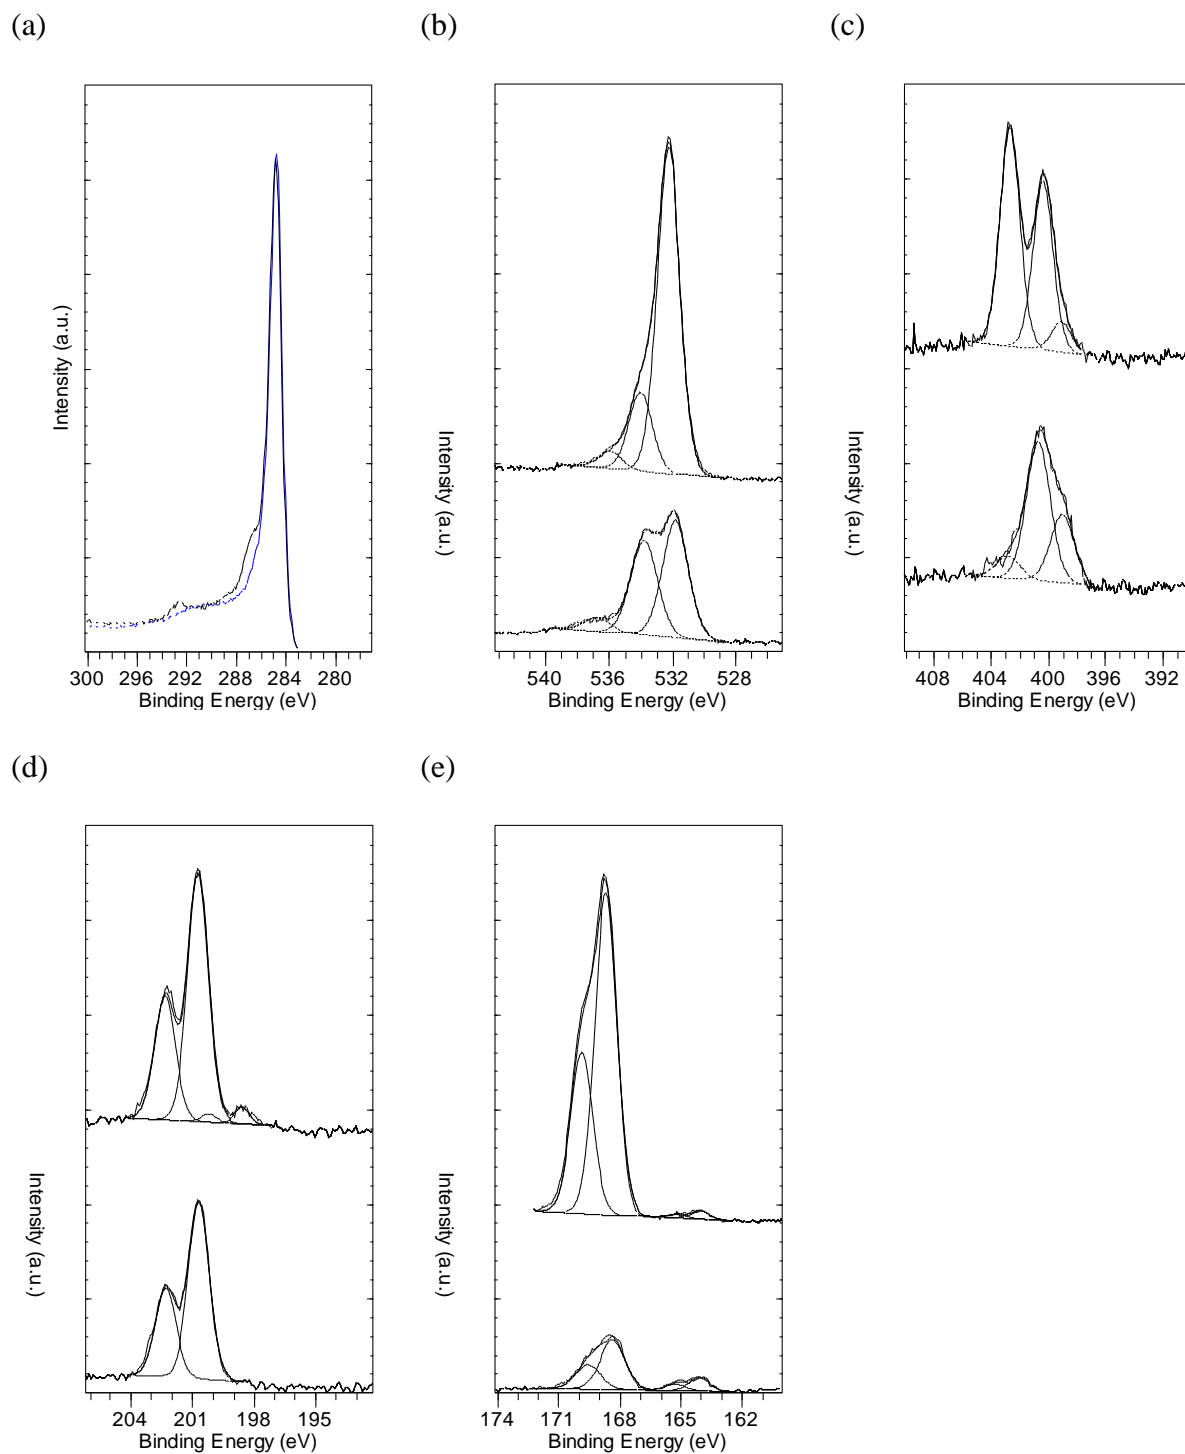 (a)
(b)
(c)
Intensity (a.u.)
300 296 292 288 284 280
Binding Energy (eV)
Intensity (a.u.)
540 536 532 528
Binding Energy (eV)
Intensity (a.u.)
408 404 400 396 392
Binding Energy (eV)
(d)
(e)
Intensity (a.u.)
204 201 198 195
Binding Energy (eV)
Intensity (a.u.)
174 171 168 165 162
Binding Energy (eV)